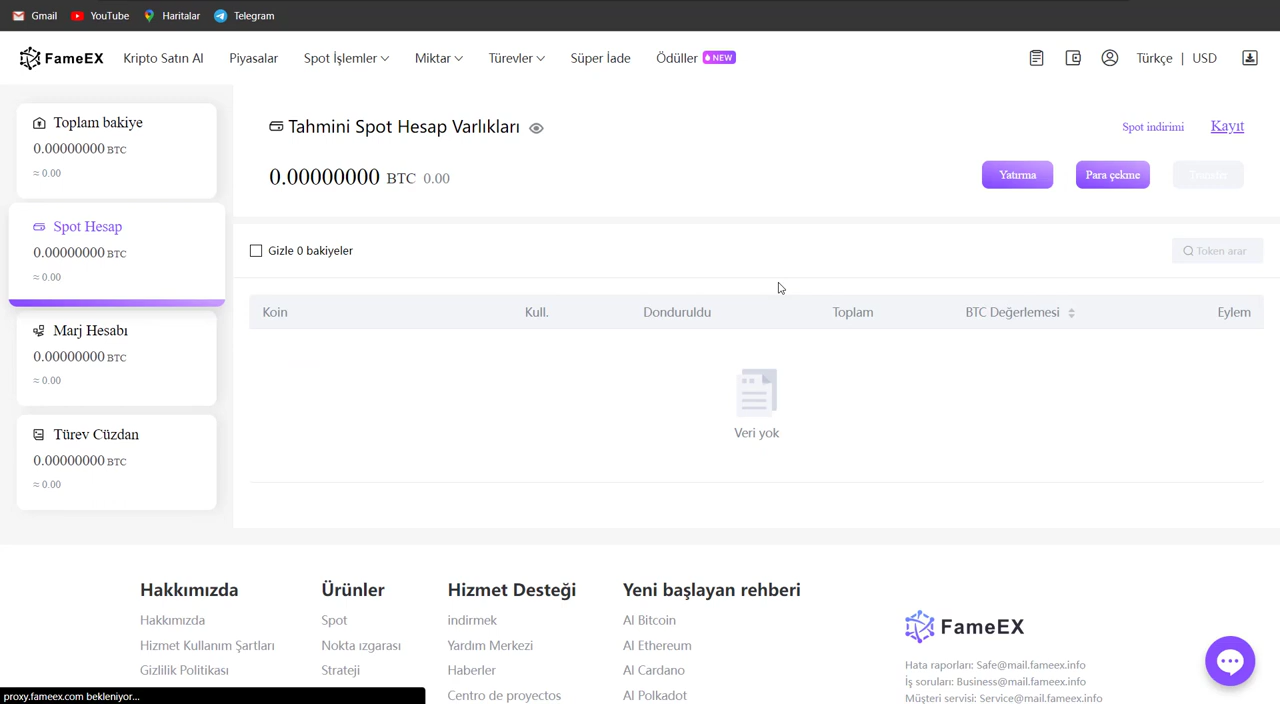 Gmail YouTube Haritalar Telegram
FameEX Kripto Satın Al Piyasalar Spot İşlemler Miktar Türevler Süper İade Ödüller NEW Türkçe | USD
Toplam bakiye
0.00000000 BTC
≈ 0.00
Spot Hesap
0.00000000 BTC
≈ 0.00
Marj Hesabı
0.00000000 BTC
≈ 0.00
Türev Cüzdan
0.00000000 BTC
≈ 0.00
Tahmini Spot Hesap Varlıkları
Spot indirimi Kayıt
0.00000000 BTC 0.00
Yatırma Para çekme Transfer
Gizle 0 bakiyeler
Token arar
Koin Kull. Donduruldu Toplam BTC Değerlemesi Eylem
Veri yok
Hakkımızda
Hakkımızda
Hizmet Kullanım Şartları
Gizlilik Politikası
Ürünler
Spot
Nokta ızgarası
Strateji
Hizmet Desteği
indirmek
Yardım Merkezi
Haberler
Centro de proyectos
Yeni başlayan rehberi
Al Bitcoin
Al Ethereum
Al Cardano
Al Polkadot
FameEX
Hata raporları: Safe@mail.fameex.info
İş soruları: Business@mail.fameex.info
Müşteri servisi: Service@mail.fameex.info
proxy.fameex.com bekleniyor...